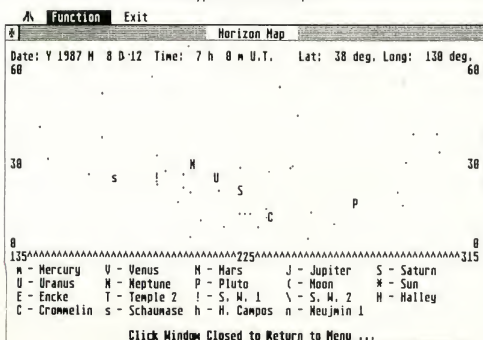 Function Exit
Horizon Map
Date: Y 1987 M 8 D 12 Time: 7 h 0 m U.T. Lat: 38 deg. Long: 130 deg.
60 60
M
30 30
s ! U
S
P
C
0 0
135^^^^^^^^^^^^^^^^^^^^^^^^^^^^^^225^^^^^^^^^^^^^^^^^^^^^^^^^^^^^^315
m - Mercury V - Venus M - Mars J - Jupiter S - Saturn
U - Uranus N - Neptune P - Pluto ( - Moon * - Sun
E - Encke T - Temple 2 ! - S. W. 1 \ - S. W. 2 H - Halley
C - Crommelin s - Schaumase h - H. Campos n - Neujmin 1
Click Window Closed to Return to Menu ...